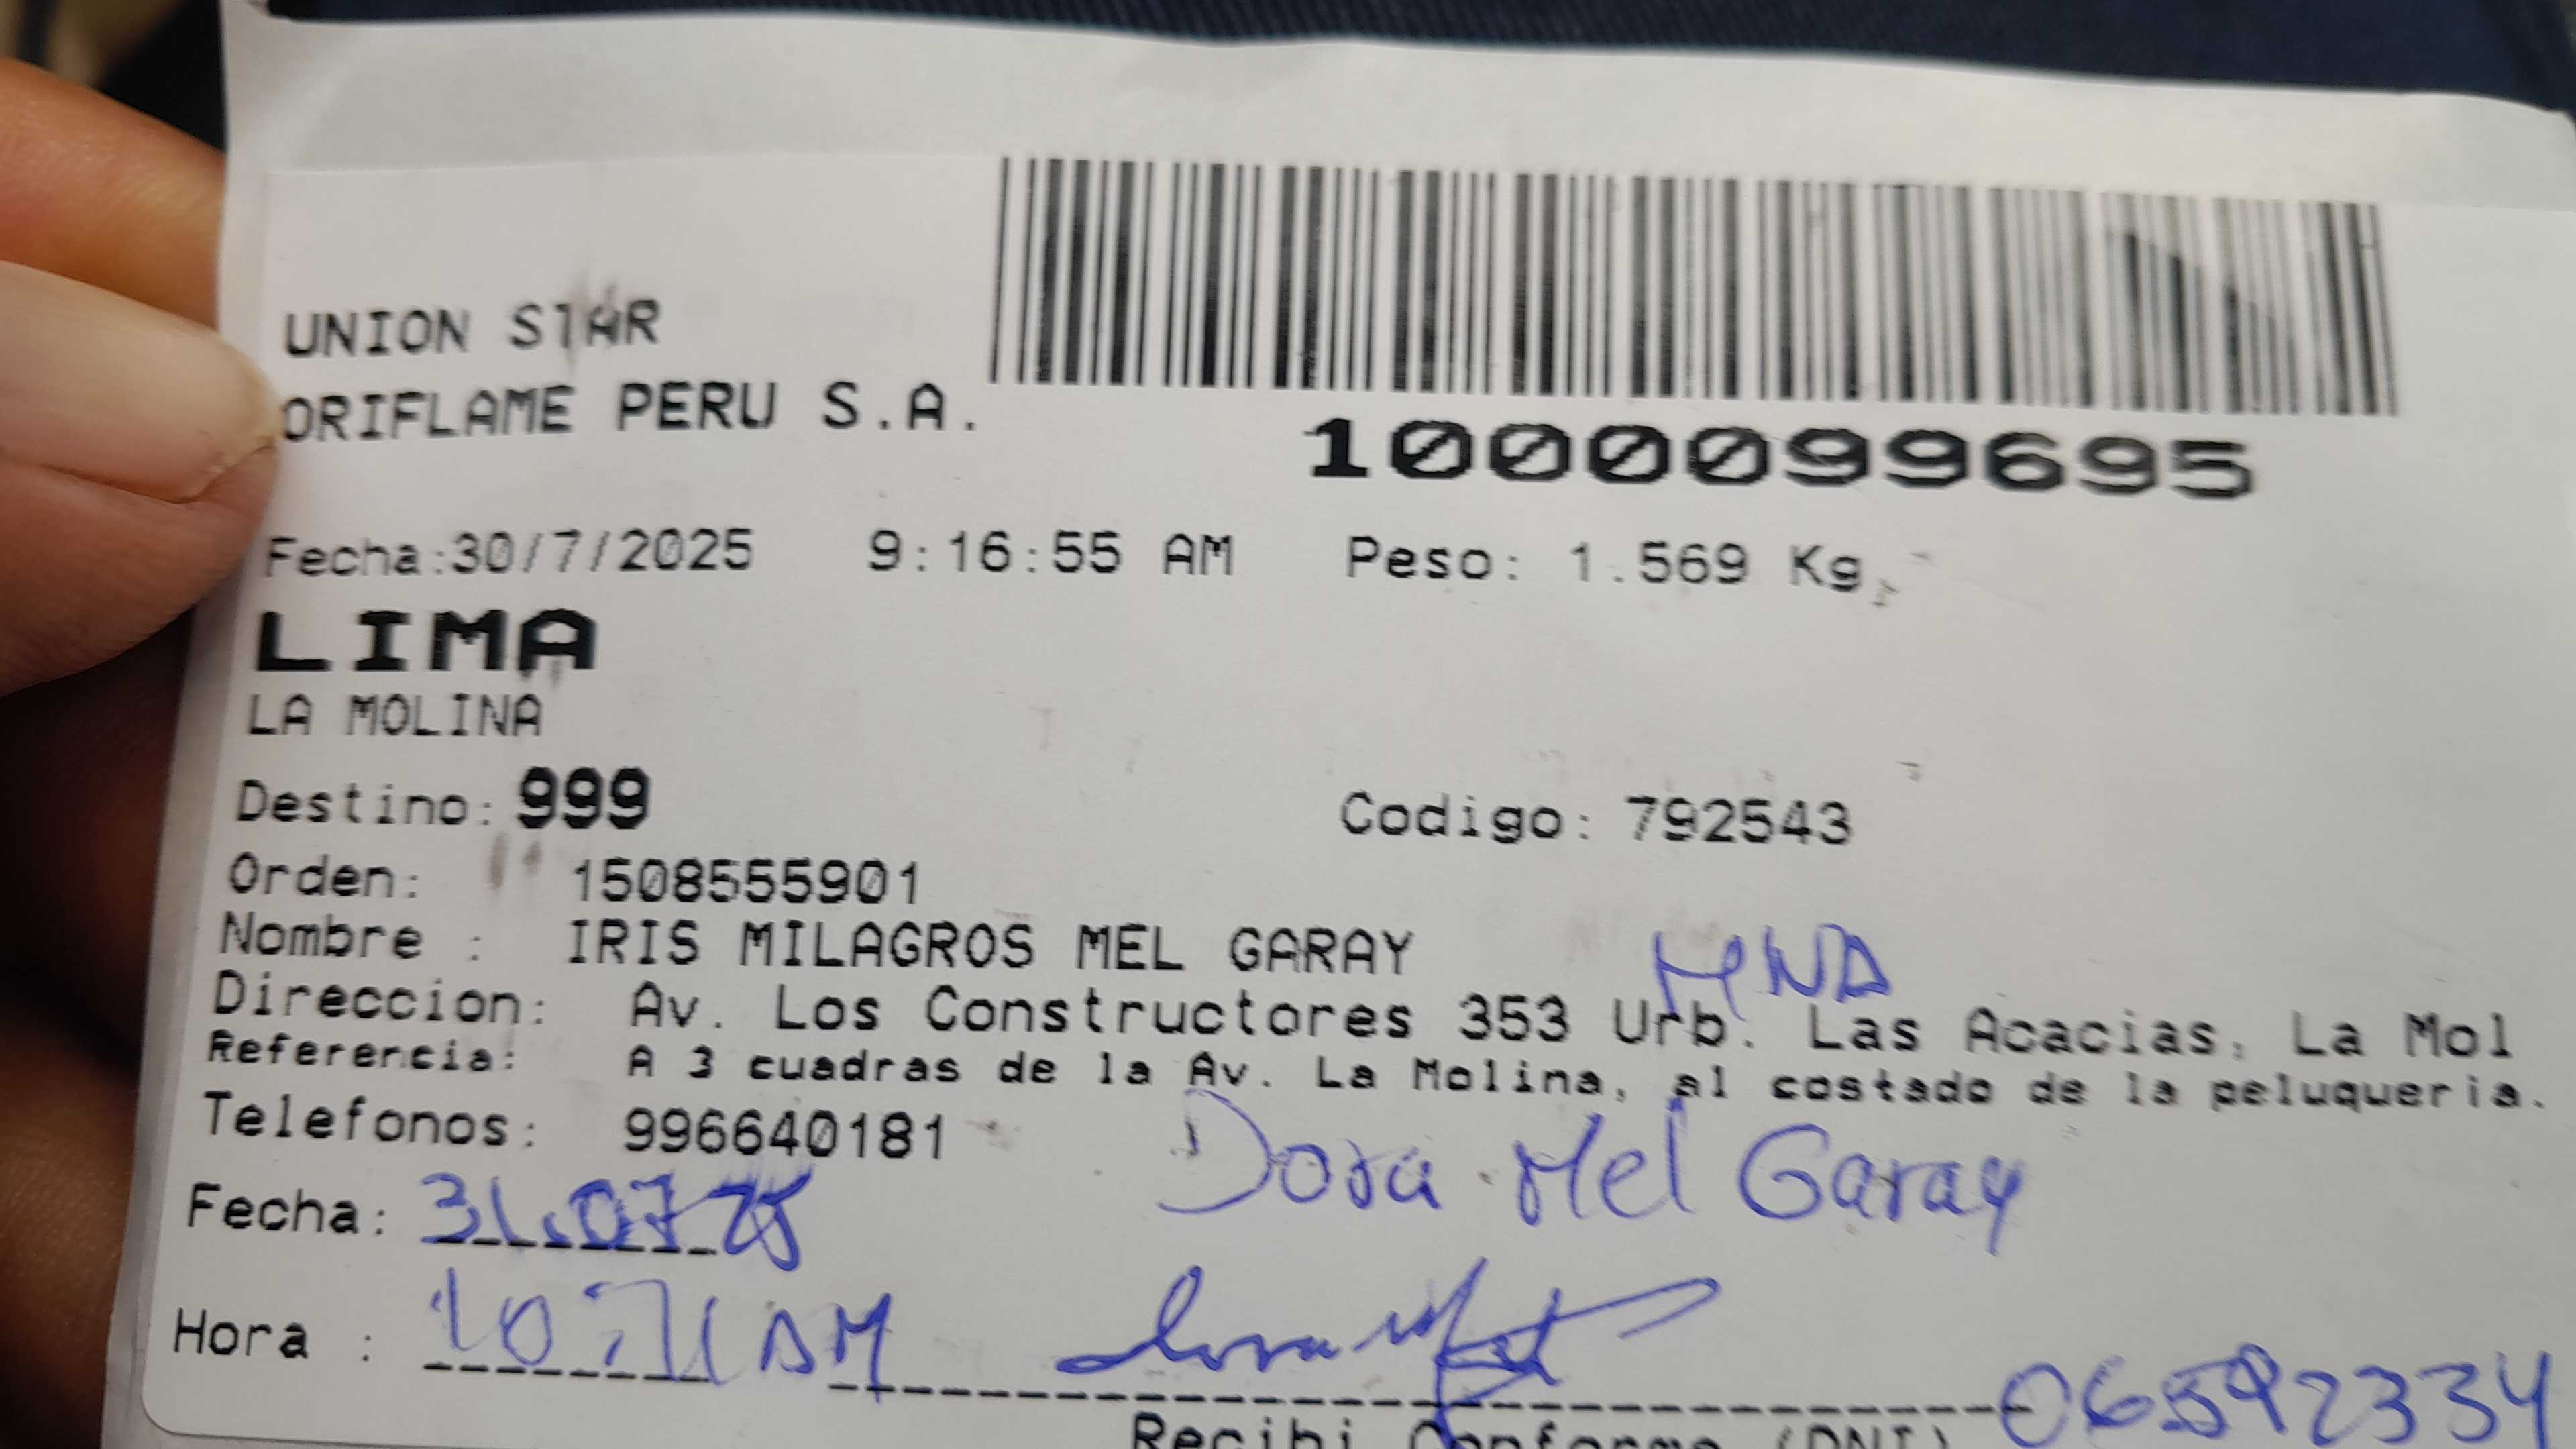 UNION STAR
ORIFLAME PERU S.A.
1000099695
Fecha:30/7/2025 9:16:55 AM Peso: 1.569 Kg
LIMA
LA MOLINA
Destino: 999 Codigo: 792543
Orden: 1508555901
Nombre : IRIS MILAGROS MEL GARAY
Direccion: Av. Los Constructores 353 Urb. Las Acacias, La Mol
Referencia: A 3 cuadras de la Av. La Molina, al costado de la peluqueria.
Telefonos: 996640181
Dora Mel Garay
Fecha: 31.07.25
Hora : AM
06592334
Recibi Conforme (DNI)